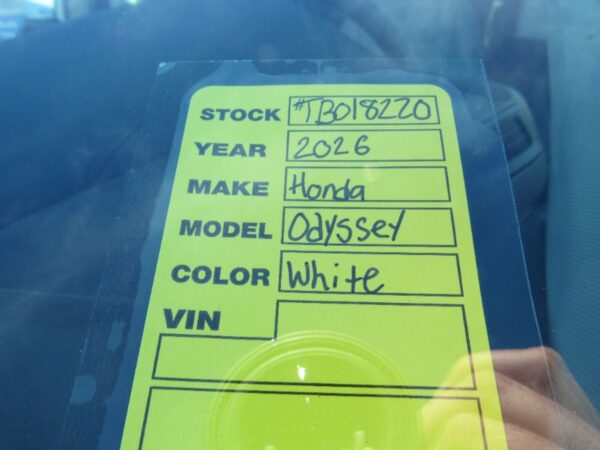 STOCK #TB018220
YEAR 2026
MAKE Honda
MODEL Odyssey
COLOR White
VIN